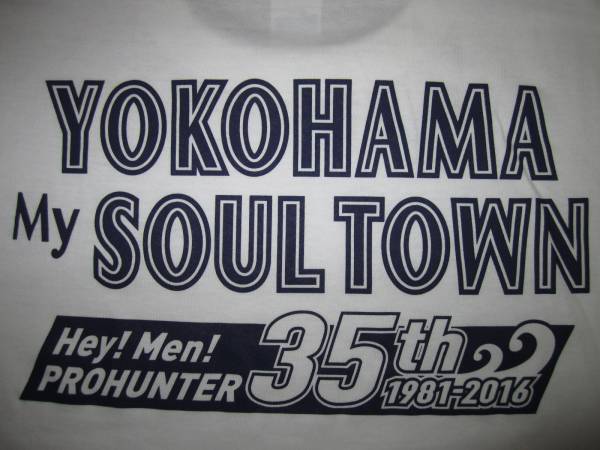 YOKOHAMA
My SOUL TOWN
Hey! Men!
PROHUNTER
35th
1981-2016